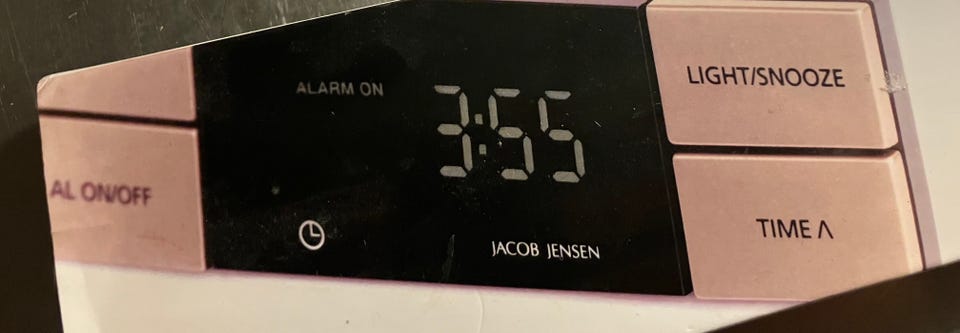 ALARM ON
3:55
LIGHT/SNOOZE
AL ON/OFF
TIME Λ
JACOB JENSEN